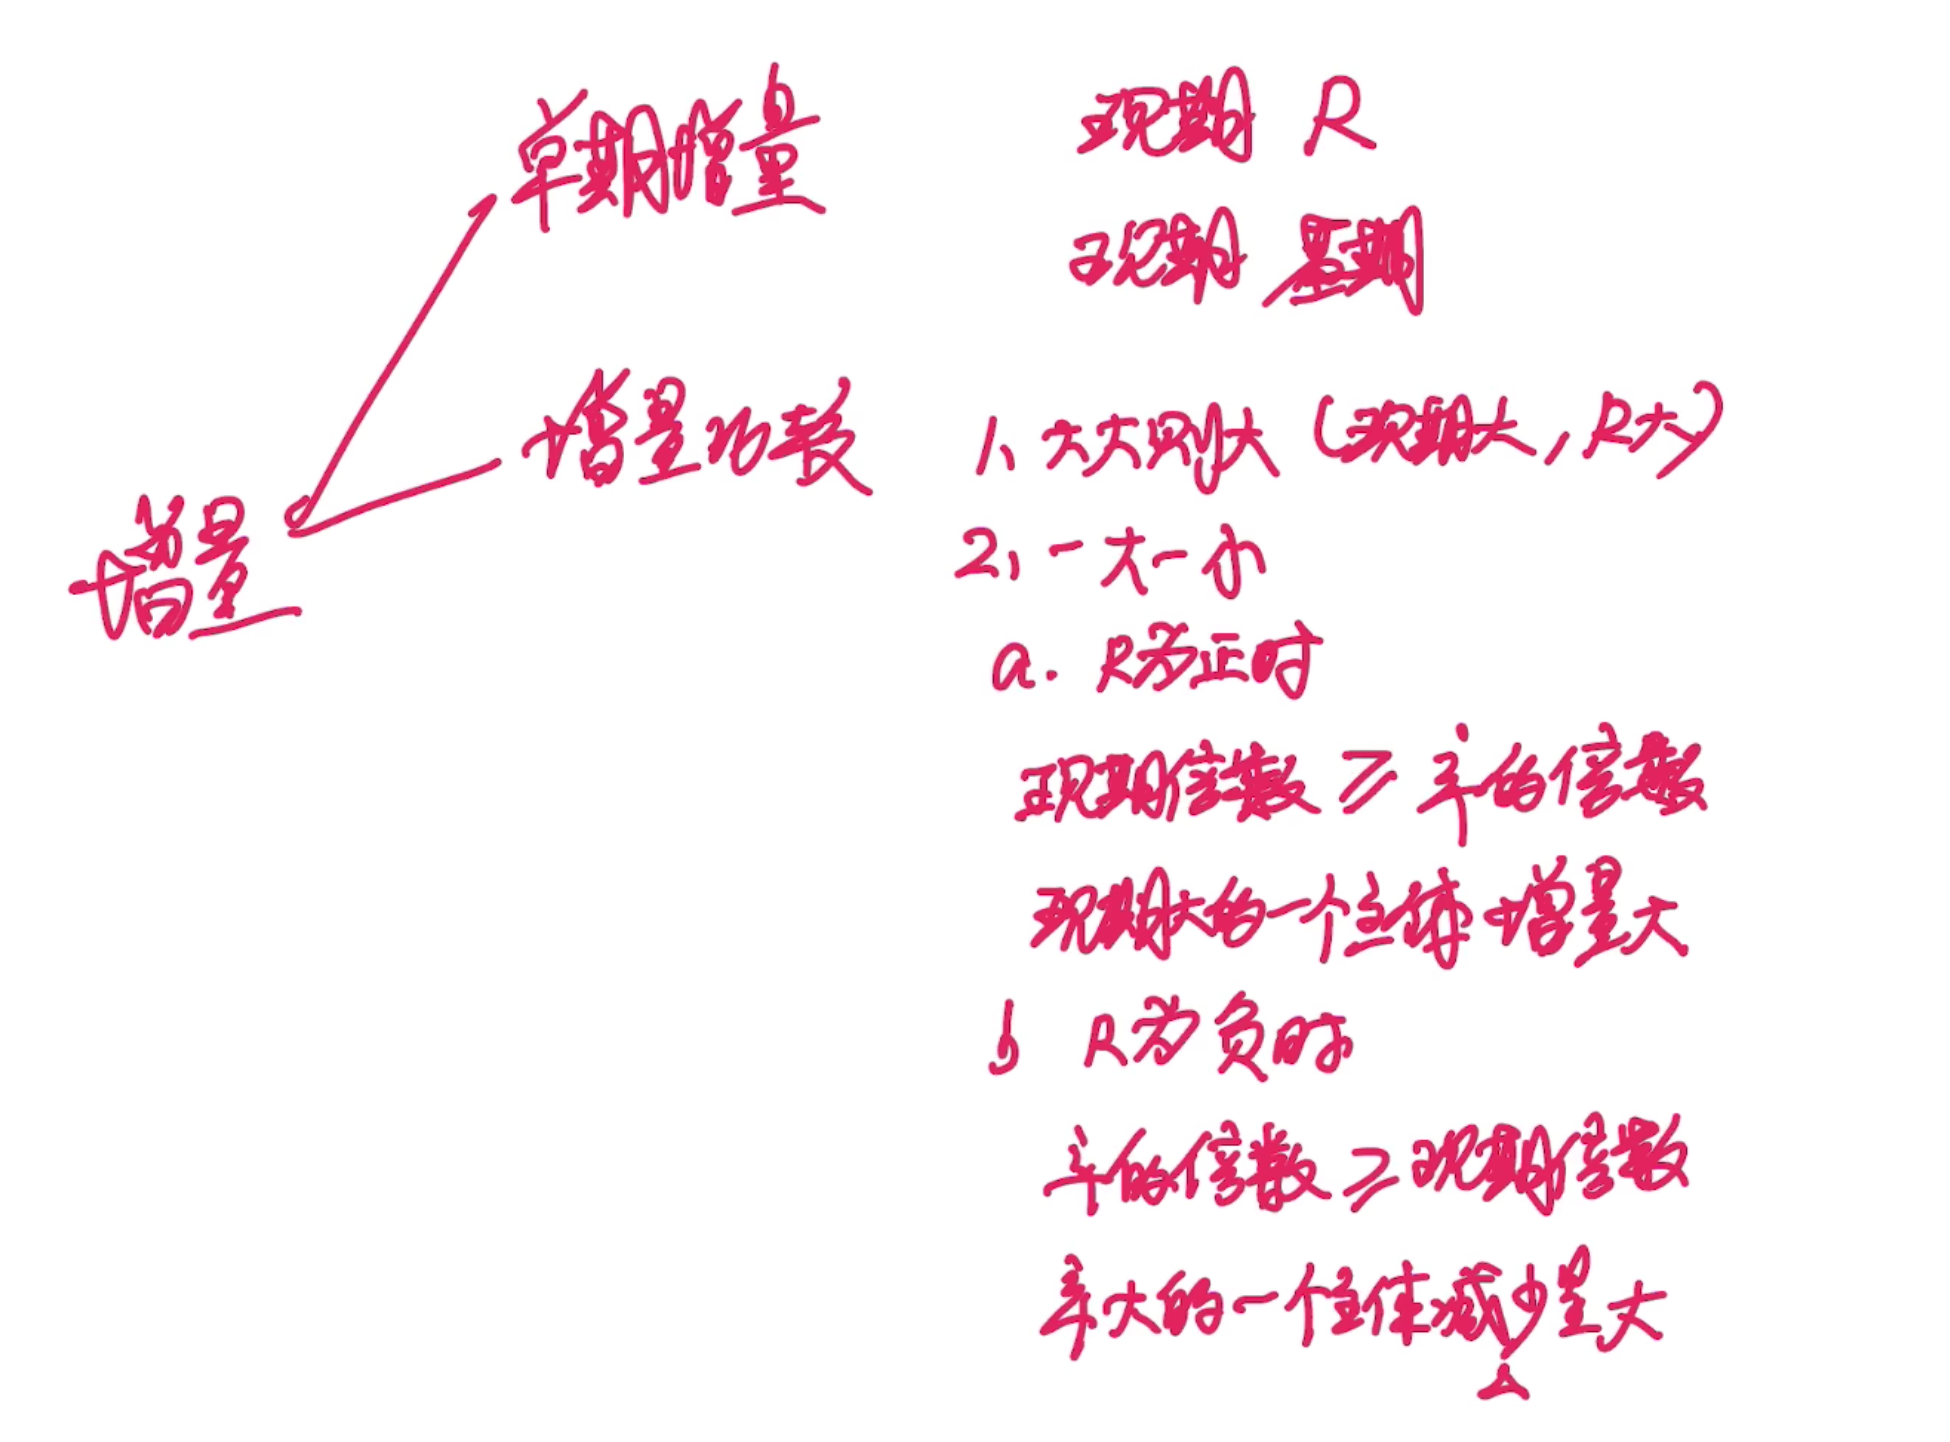 单期增量
现期 R
现期 基期
增量比较
1、大大则大（现期大，R大）
增量
2、一大一小
a. R为正时
现期倍数 ≥ 率的倍数
现期大的一个主体增量大
b R为负时
率的倍数 ≥ 现期倍数
率大的一个主体减少量大